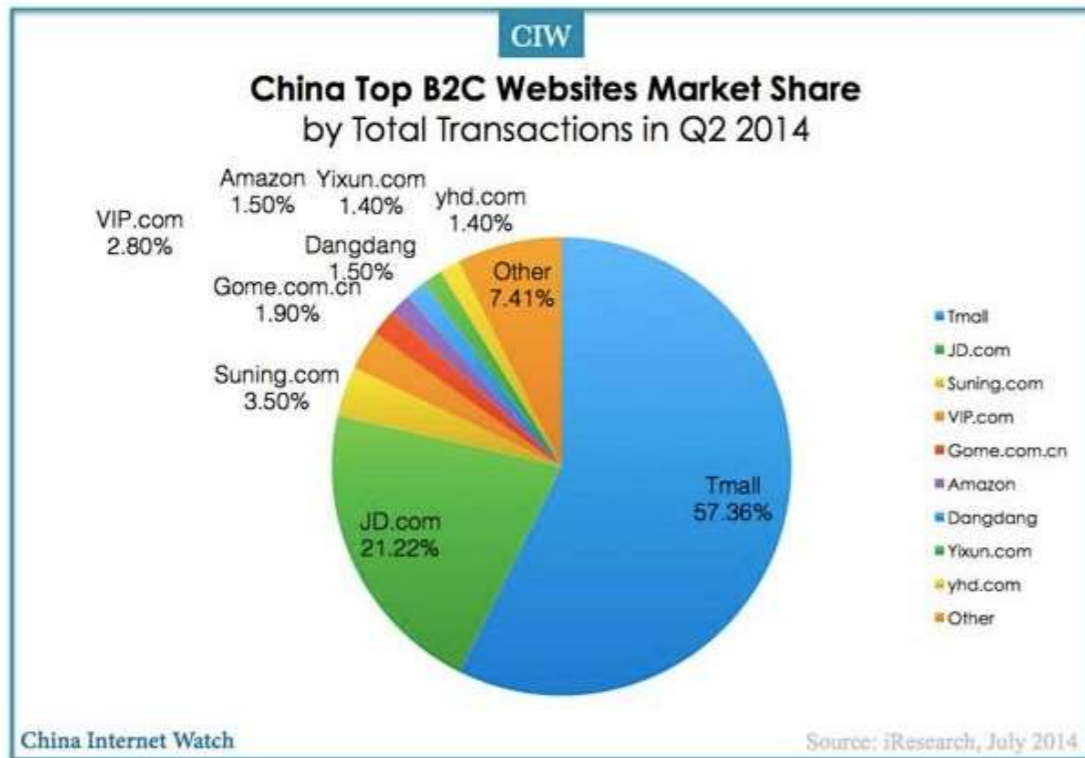 CIW
China Top B2C Websites Market Share
by Total Transactions in Q2 2014
Amazon
1.50%
Yixun.com
1.40%
yhd.com
1.40%
VIP.com
2.80%
Dangdang
1.50%
Other
7.41%
Gome.com.cn
1.90%
Suning.com
3.50%
JD.com
21.22%
Tmall
57.36%
Tmall
JD.com
Suning.com
VIP.com
Gome.com.cn
Amazon
Dangdang
Yixun.com
yhd.com
Other
China Internet Watch
Source: iResearch, July 2014